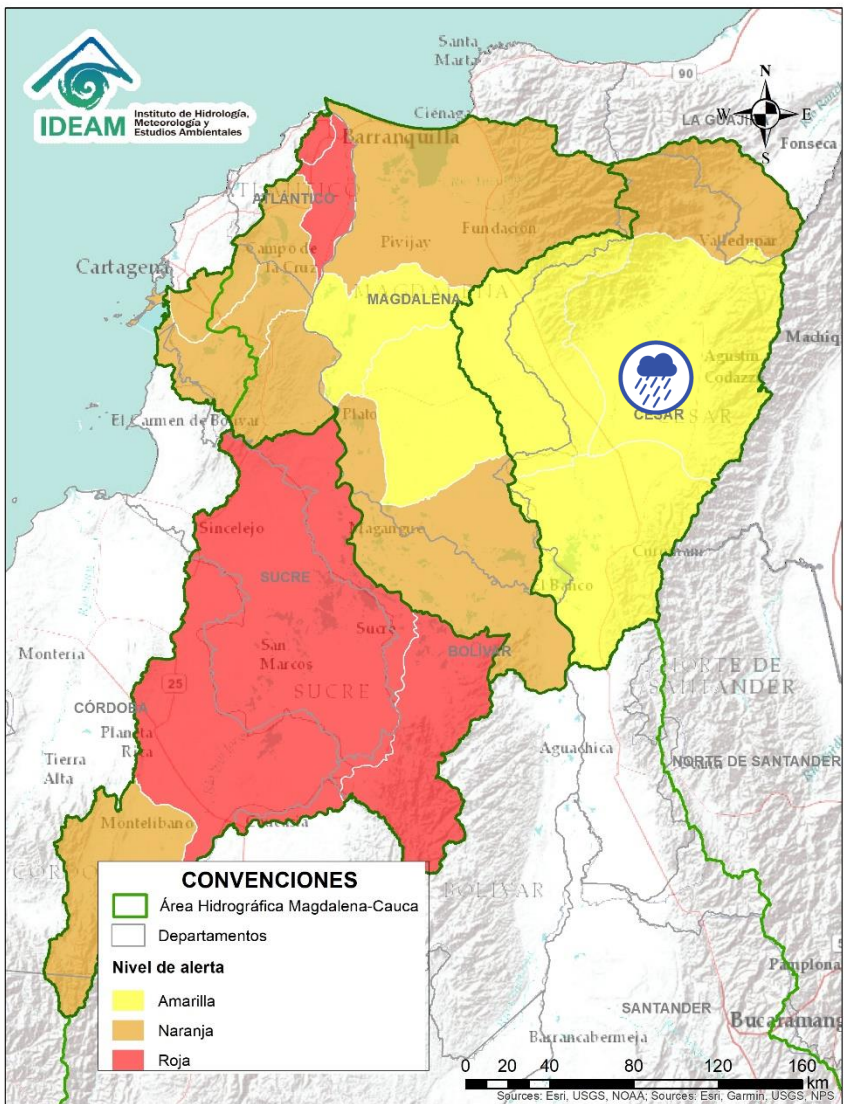 IDEAM
Instituto de Hidrología,
Meteorología y
Estudios Ambientales
Santa
Marta
90
N
W
E
S
LA GUAJIRA
Ciénaga
Fonseca
Barranquilla
ATLÁNTICO
Campo de
la Cruz
Pivijay
Fundación
Valledupar
Cartagena
MAGDALENA
Agustín
Codazzi
CESAR
El Carmen de Bolívar
Plato
Sincelejo
Magangué
SUCRE
El Banco
Sucre
San
Marcos
BOLÍVAR
SUCRE
Montería
25
CÓRDOBA
Planeta
Rica
Tierra
Alta
NORTE DE
SANTANDER
Aguachica
NORTE DE SANTANDER
Montelíbano
BOLÍVAR
CONVENCIONES
Área Hidrográfica Magdalena-Cauca
Departamentos
Nivel de alerta
Amarilla
Naranja
Roja
Pamplona
SANTANDER
Bucaramang
Barrancabermeja
0 20 40 80 120 160
km
Sources: Esri, USGS, NOAA; Sources: Esri, Garmin, USGS, NPS